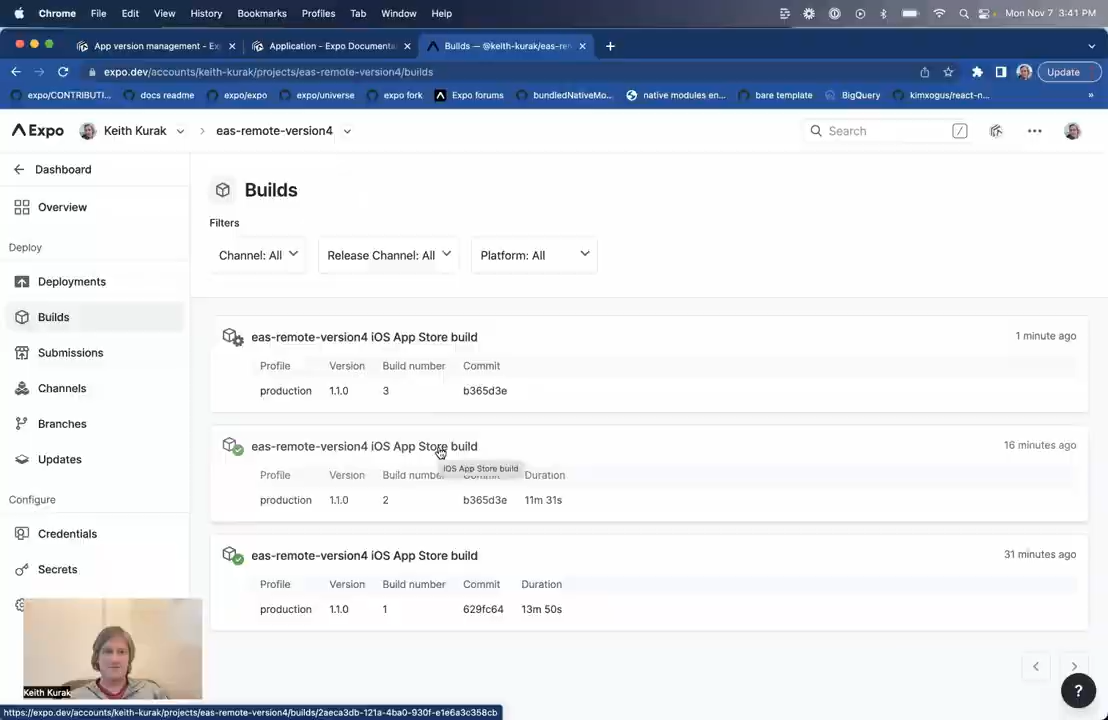 Chrome File Edit View History Bookmarks Profiles Tab Window Help Mon Nov 7 3:41 PM
App version management - Ex
Application - Expo Documenta
Builds — @keith-kurak/eas-re
expo.dev/accounts/keith-kurak/projects/eas-remote-version4/builds
Update
expo/CONTRIBUTI... docs readme expo/expo expo/universe expo fork Expo forums bundledNativeMo... native modules en... bare template BigQuery kimxogus/react-n... »
Expo Keith Kurak eas-remote-version4 Search /
Dashboard
Overview
Deploy
Deployments
Builds
Submissions
Channels
Branches
Updates
Configure
Credentials
Secrets
Keith Kurak
Builds
Filters
Channel: All Release Channel: All Platform: All
eas-remote-version4 iOS App Store build 1 minute ago
Profile Version Build number Commit
production 1.1.0 3 b365d3e
eas-remote-version4 iOS App Store build 16 minutes ago
iOS App Store build
Profile Version Build number Commit Duration
production 1.1.0 2 b365d3e 11m 31s
eas-remote-version4 iOS App Store build 31 minutes ago
Profile Version Build number Commit Duration
production 1.1.0 1 629fc64 13m 50s
?
https://expo.dev/accounts/keith-kurak/projects/eas-remote-version4/builds/2aeca3db-121a-4ba0-930f-e1e6a3c358cb